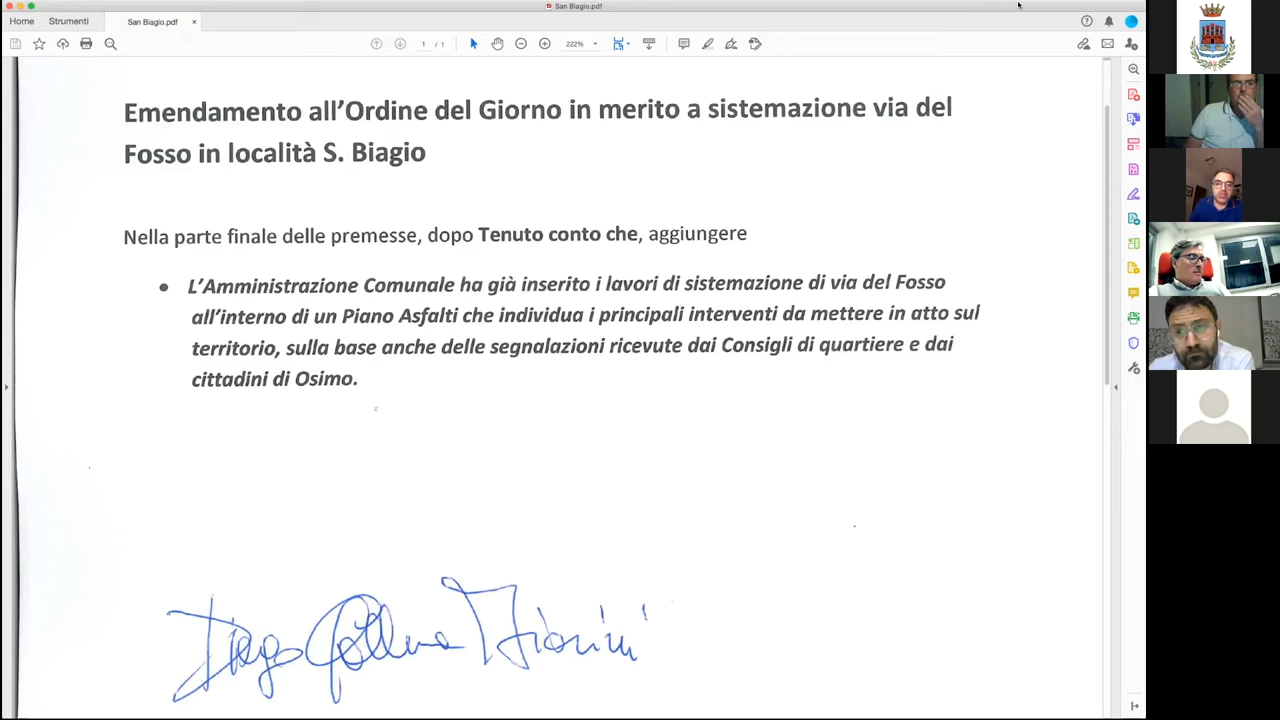 San Biagio.pdf
Home Strumenti San Biagio.pdf ×
1 / 1 222%
Emendamento all’Ordine del Giorno in merito a sistemazione via del
Fosso in località S. Biagio
Nella parte finale delle premesse, dopo Tenuto conto che, aggiungere
• L’Amministrazione Comunale ha già inserito i lavori di sistemazione di via del Fosso
all’interno di un Piano Asfalti che individua i principali interventi da mettere in atto sul
territorio, sulla base anche delle segnalazioni ricevute dai Consigli di quartiere e dai
cittadini di Osimo.
Diego